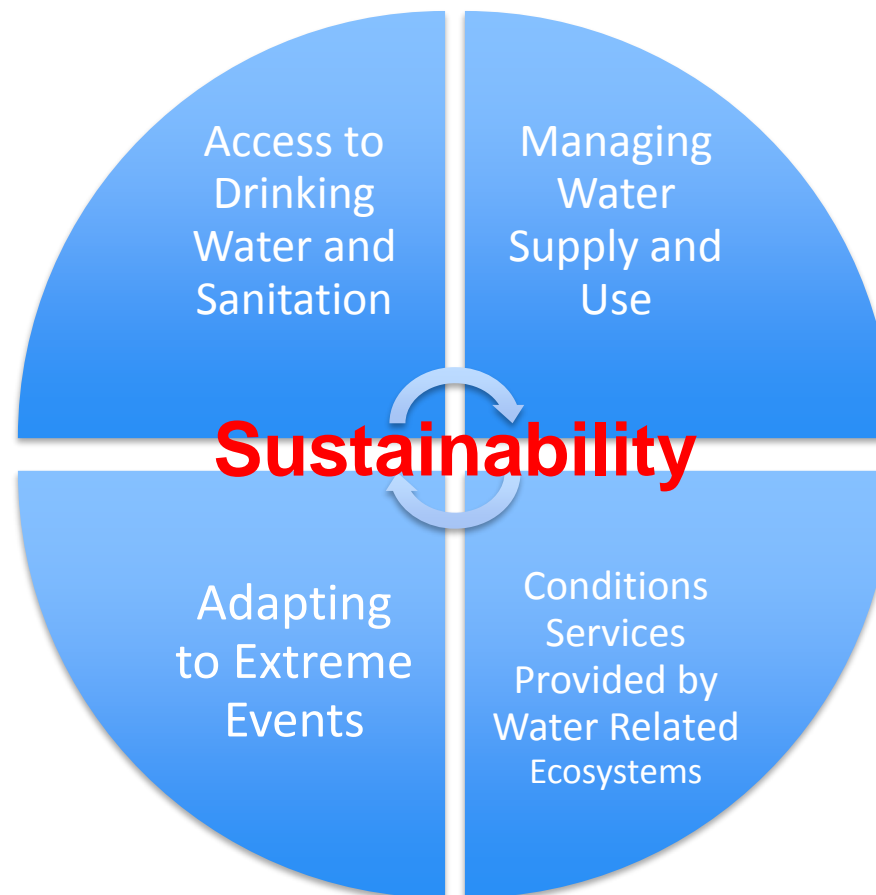 Access to
Drinking
Water and
Sanitation
Managing
Water
Supply and
Use
Sustainability
Adapting
to Extreme
Events
Conditions
Services
Provided by
Water Related
Ecosystems